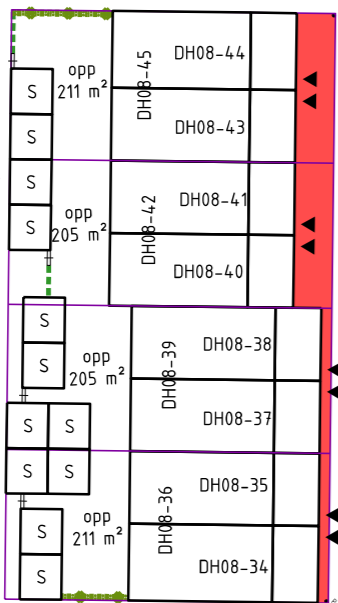 DH08-44
opp
211 m²
DH08-45
S
DH08-43
S
S
DH08-41
opp
205 m²
DH08-42
S
DH08-40
S
DH08-38
S
opp
205 m²
DH08-39
DH08-37
S
S
S
S
DH08-35
opp
211 m²
DH08-36
S
DH08-34
S